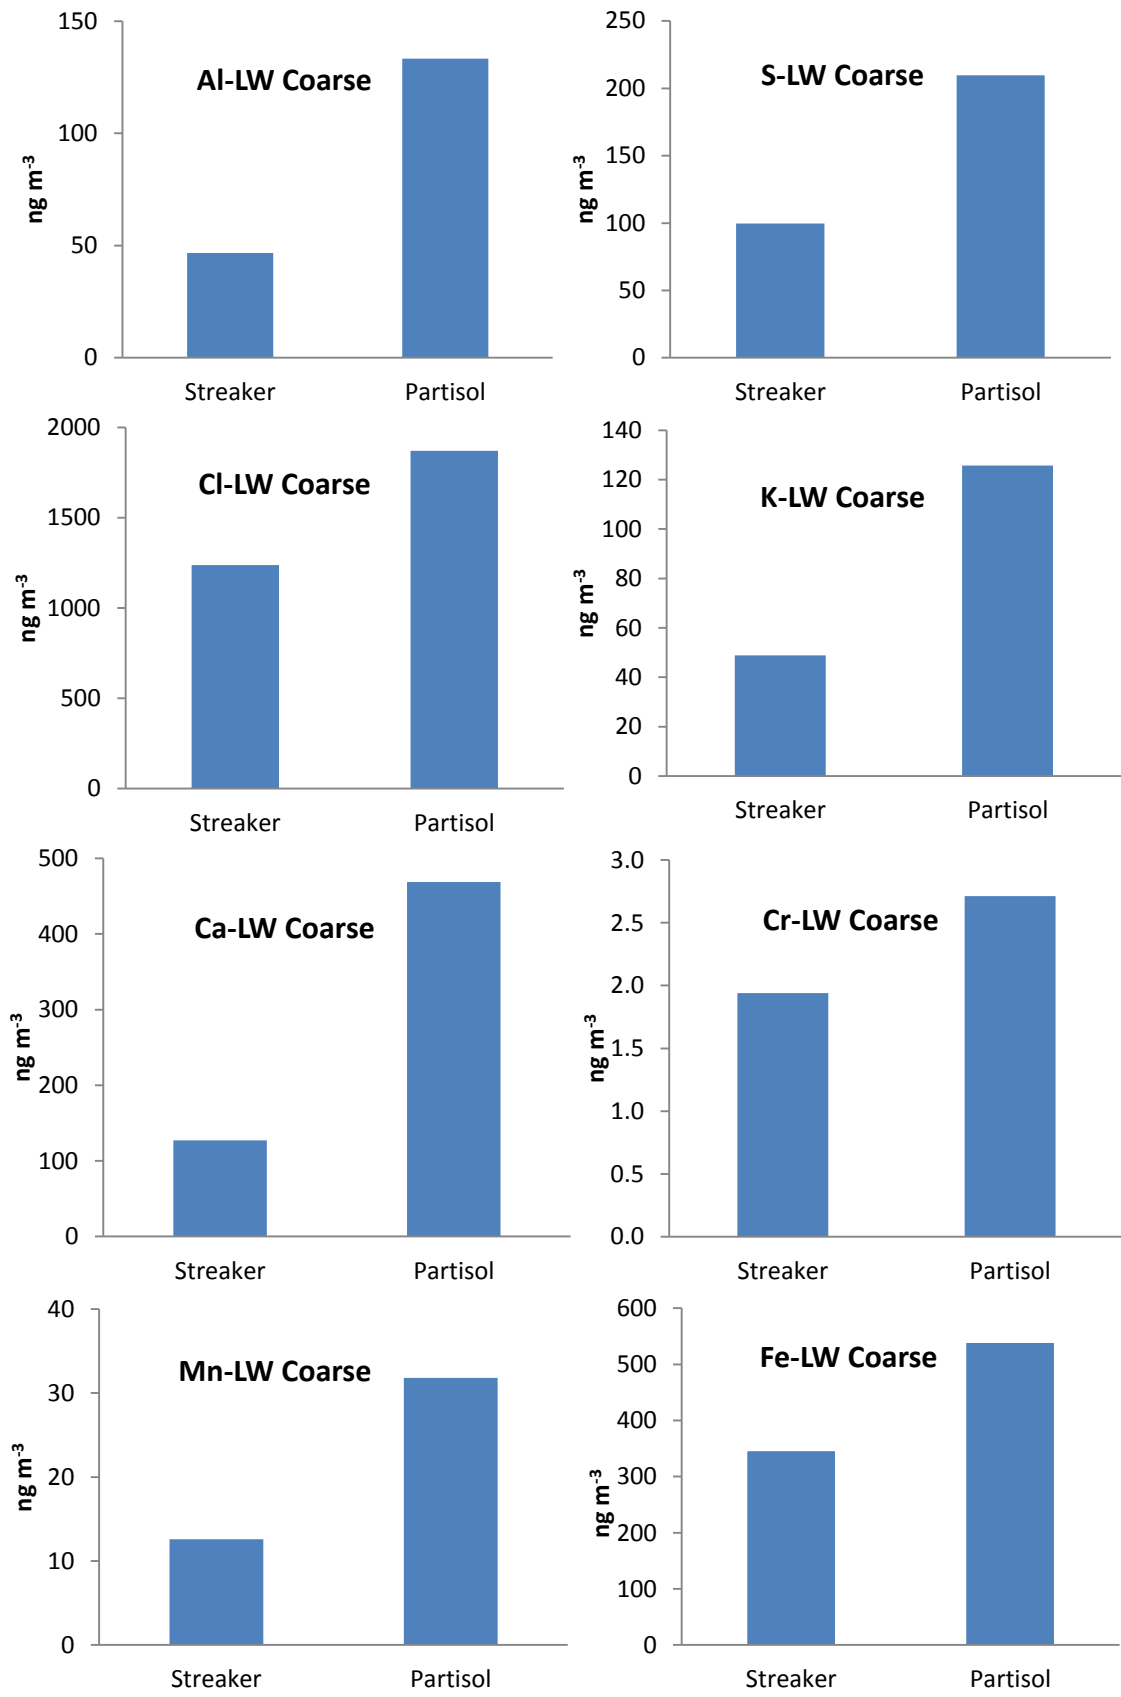 Al-LW Coarse
ng m-3
150
100
50
0
Streaker Partisol
S-LW Coarse
ng m-3
250
200
150
100
50
0
Streaker Partisol
Cl-LW Coarse
ng m-3
2000
1500
1000
500
0
Streaker Partisol
K-LW Coarse
ng m-3
140
120
100
80
60
40
20
0
Streaker Partisol
Ca-LW Coarse
ng m-3
500
400
300
200
100
0
Streaker Partisol
Cr-LW Coarse
ng m-3
3.0
2.5
2.0
1.5
1.0
0.5
0.0
Streaker Partisol
Mn-LW Coarse
ng m-3
40
30
20
10
0
Streaker Partisol
Fe-LW Coarse
ng m-3
600
500
400
300
200
100
0
Streaker Partisol